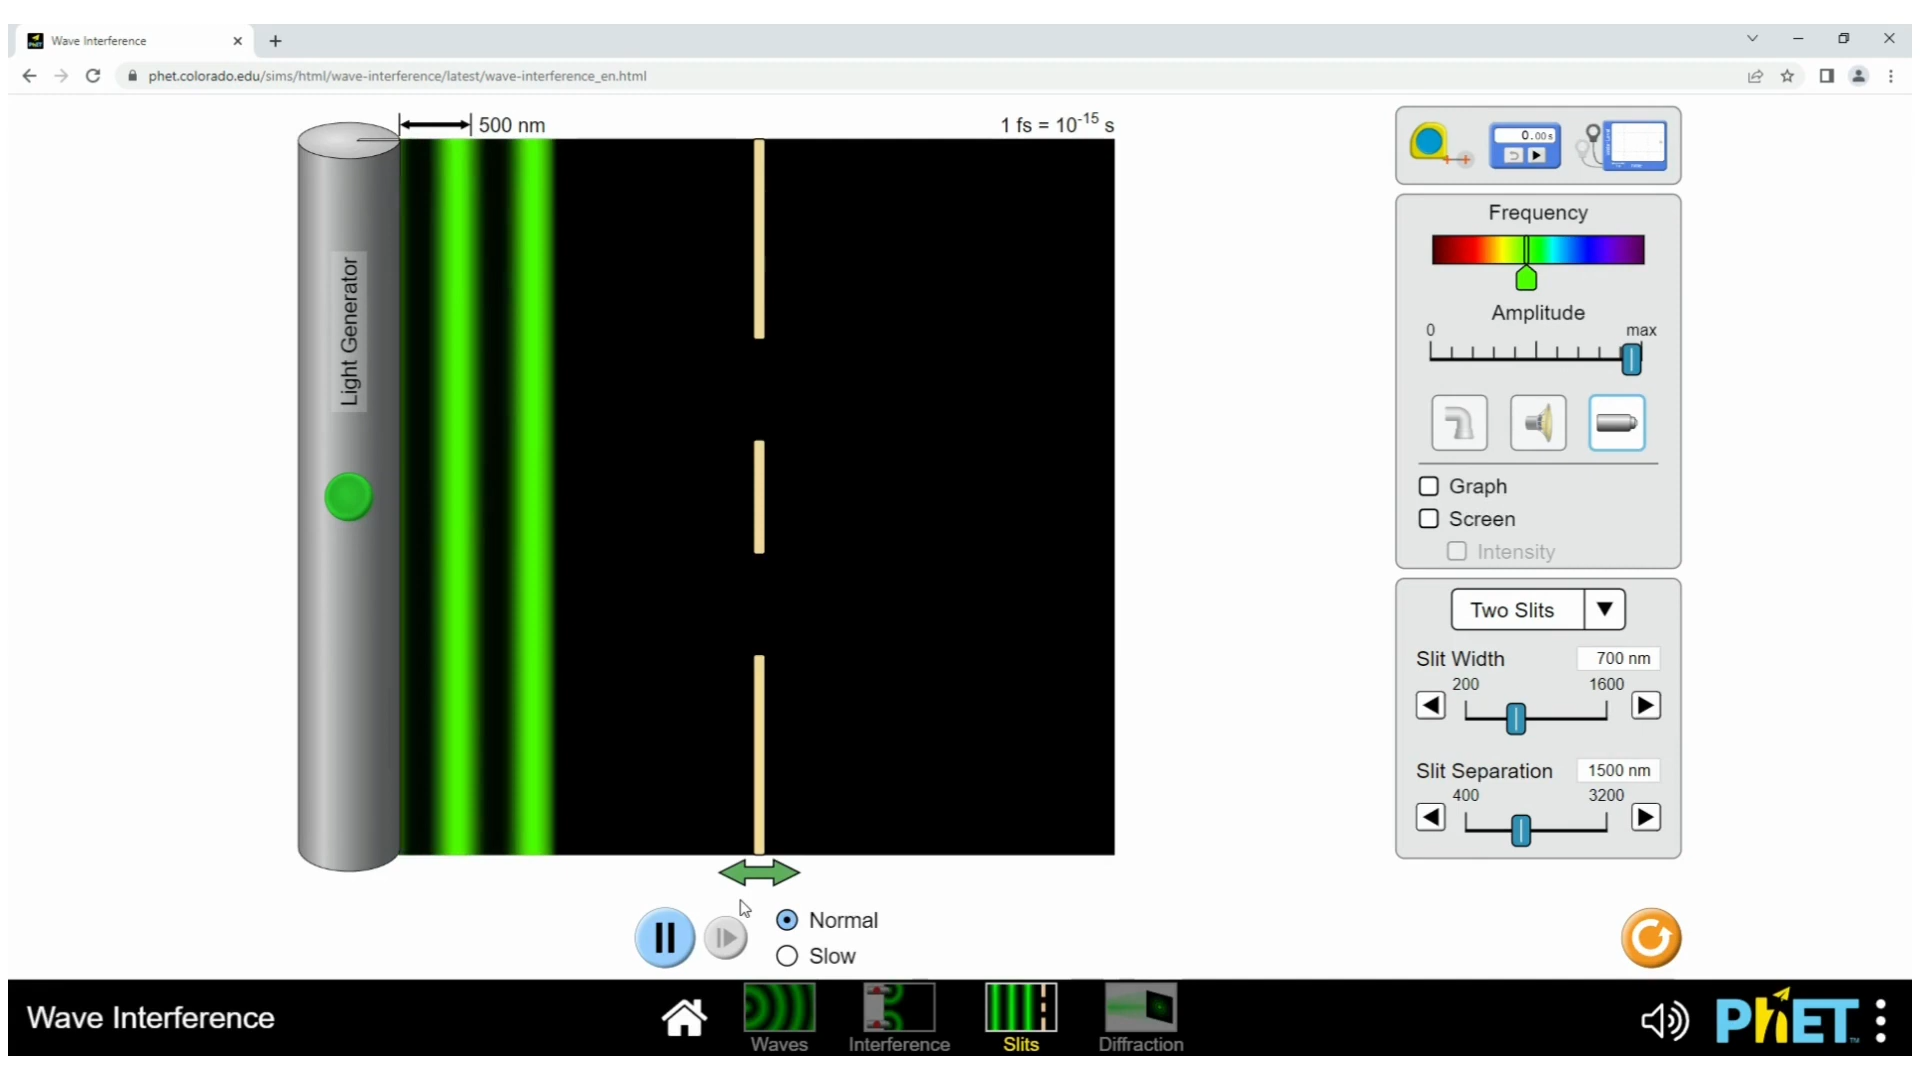 Wave Interference
phet.colorado.edu/sims/html/wave-interference/latest/wave-interference_en.html
500 nm
1 fs = 10⁻¹⁵ s
Light Generator
0.00 s
Frequency
Amplitude
0 max
Graph
Screen
Intensity
Two Slits
Slit Width 700 nm
200 1600
Slit Separation 1500 nm
400 3200
Normal
Slow
Wave Interference
Waves Interference Slits Diffraction
PhET